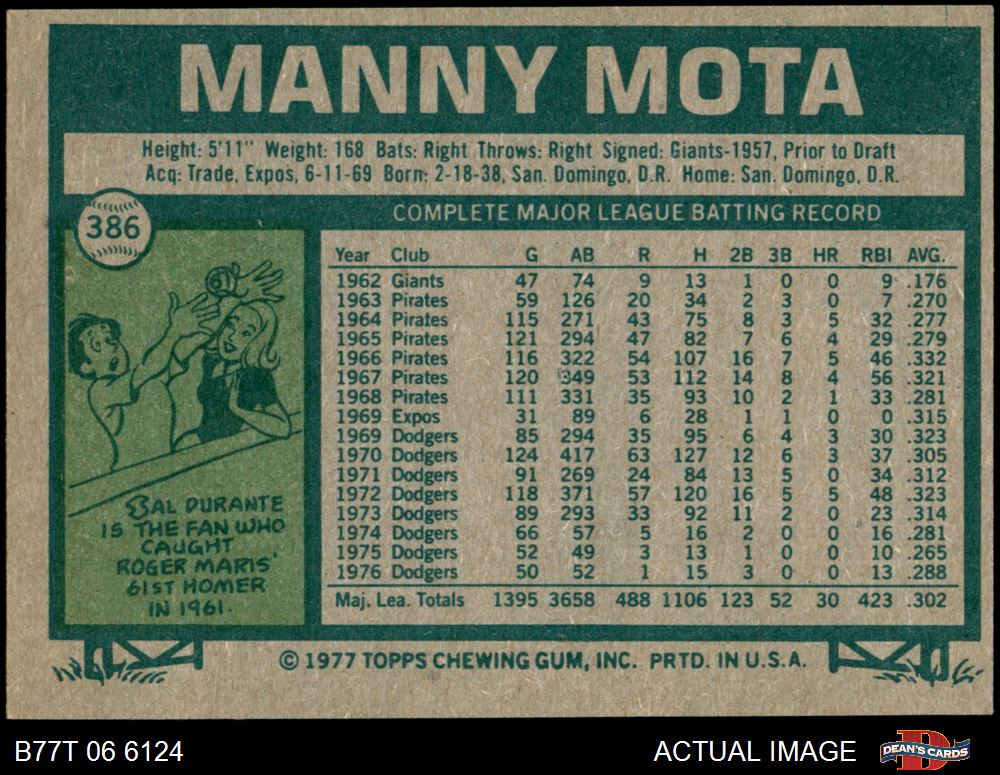 MANNY MOTA
Height: 5'11" Weight: 168 Bats: Right Throws: Right Signed: Giants-1957, Prior to Draft
Acq: Trade, Expos, 6-11-69 Born: 2-18-38, San. Domingo, D.R. Home: San. Domingo, D.R.
386
COMPLETE MAJOR LEAGUE BATTING RECORD
Year Club G AB R H 2B 3B HR RBI AVG.
1962 Giants 47 74 9 13 1 0 0 9 .176
1963 Pirates 59 126 20 34 2 3 0 7 .270
1964 Pirates 115 271 43 75 8 3 5 32 .277
1965 Pirates 121 294 47 82 7 6 4 29 .279
1966 Pirates 116 322 54 107 16 7 5 46 .332
1967 Pirates 120 349 53 112 14 8 4 56 .321
1968 Pirates 111 331 35 93 10 2 1 33 .281
1969 Expos 31 89 6 28 1 1 0 0 .315
1969 Dodgers 85 294 35 95 6 4 3 30 .323
1970 Dodgers 124 417 63 127 12 6 3 37 .305
1971 Dodgers 91 269 24 84 13 5 0 34 .312
1972 Dodgers 118 371 57 120 16 5 5 48 .323
1973 Dodgers 89 293 33 92 11 2 0 23 .314
1974 Dodgers 66 57 5 16 2 0 0 16 .281
1975 Dodgers 52 49 3 13 1 0 0 10 .265
1976 Dodgers 50 52 1 15 3 0 0 13 .288
Maj. Lea. Totals 1395 3658 488 1106 123 52 30 423 .302
SAL DURANTE
IS THE FAN WHO
CAUGHT
ROGER MARIS'
61ST HOMER
IN 1961.
© 1977 TOPPS CHEWING GUM, INC. PRTD. IN U.S.A.
B77T 06 6124
ACTUAL IMAGE
D
DEAN'S CARDS